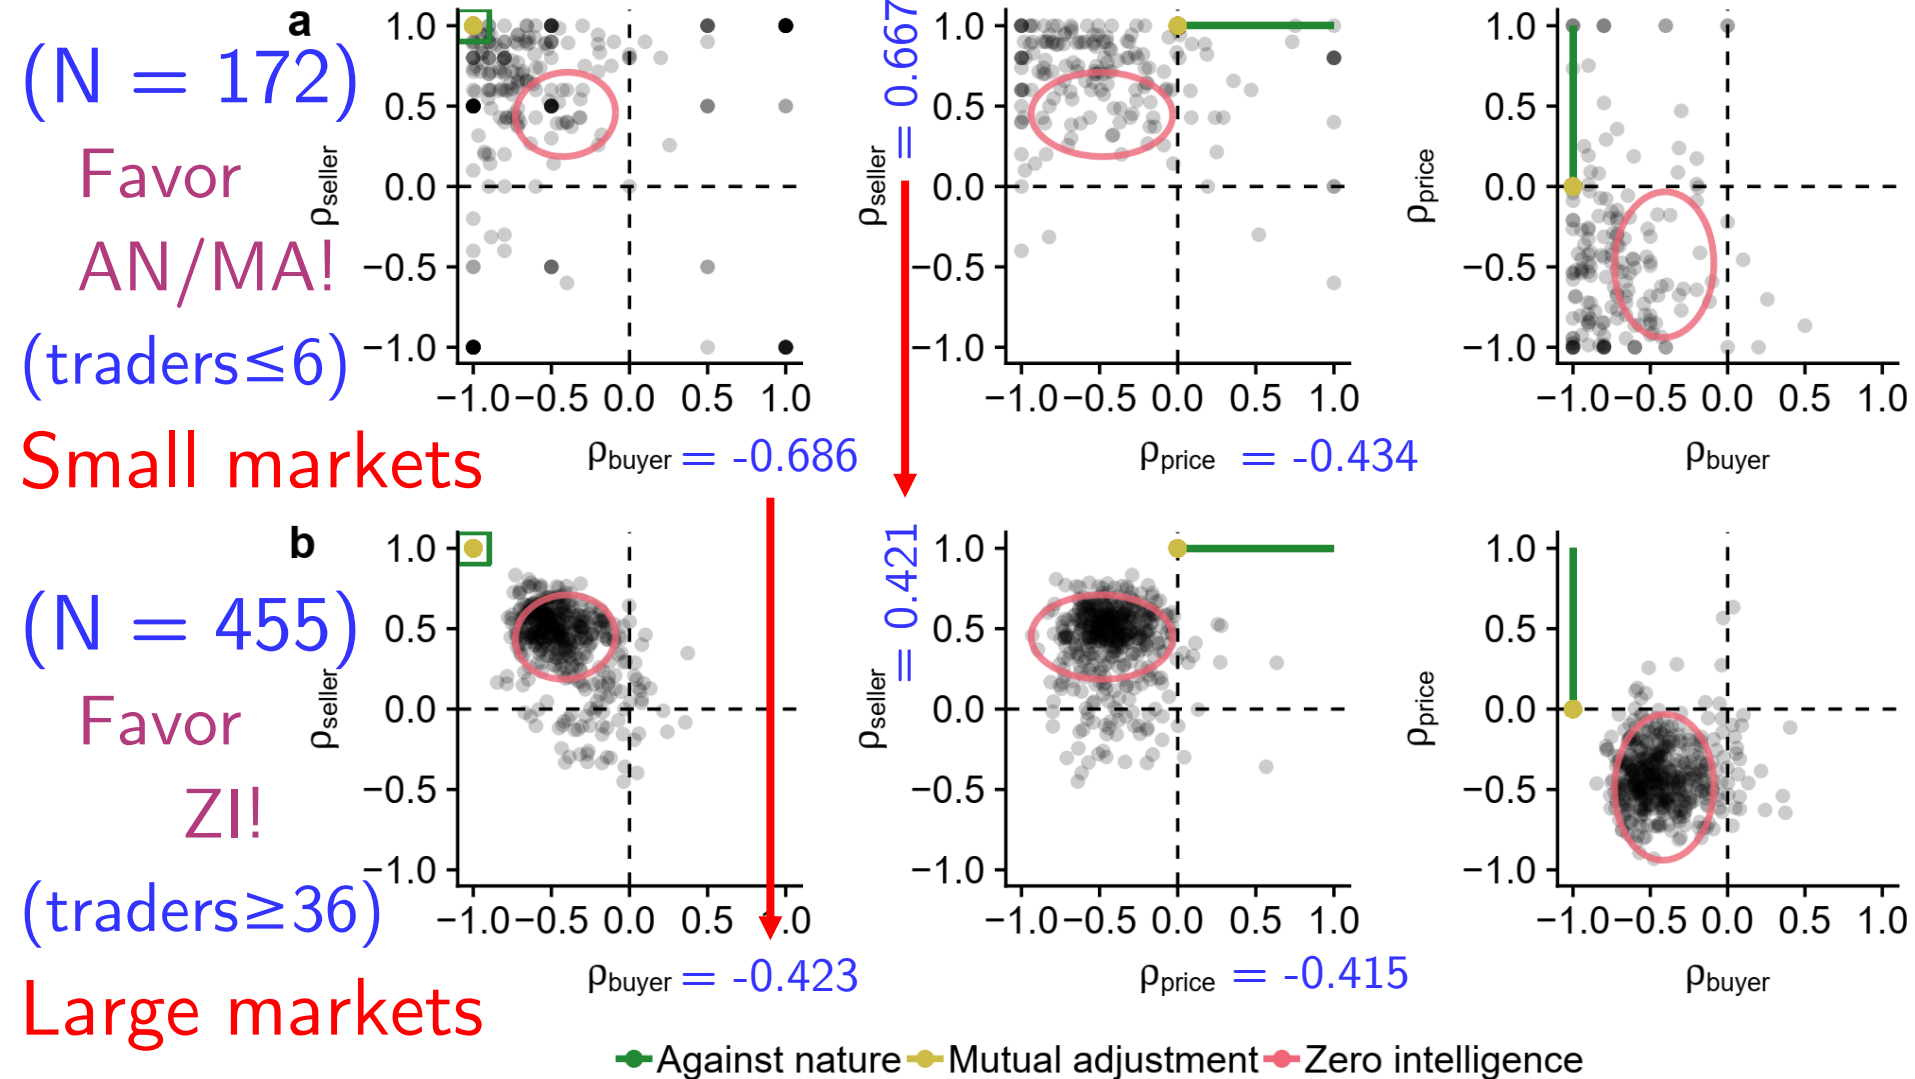 a
(N = 172)
Favor
AN/MA!
(traders≤6)
Small markets
1.0
0.5
0.0
−0.5
−1.0
ρseller
−1.0 −0.5 0.0 0.5 1.0
ρbuyer = -0.686
1.0
0.5
0.0
−0.5
−1.0
ρseller = 0.667
−1.0 −0.5 0.0 0.5 1.0
ρprice = -0.434
1.0
0.5
0.0
−0.5
−1.0
ρprice
−1.0 −0.5 0.0 0.5 1.0
ρbuyer
b
(N = 455)
Favor
ZI!
(traders≥36)
Large markets
1.0
0.5
0.0
−0.5
−1.0
ρseller
−1.0 −0.5 0.0 0.5 1.0
ρbuyer = -0.423
1.0
0.5
0.0
−0.5
−1.0
ρseller = 0.421
−1.0 −0.5 0.0 0.5 1.0
ρprice = -0.415
1.0
0.5
0.0
−0.5
−1.0
ρprice
−1.0 −0.5 0.0 0.5 1.0
ρbuyer
Against nature Mutual adjustment Zero intelligence